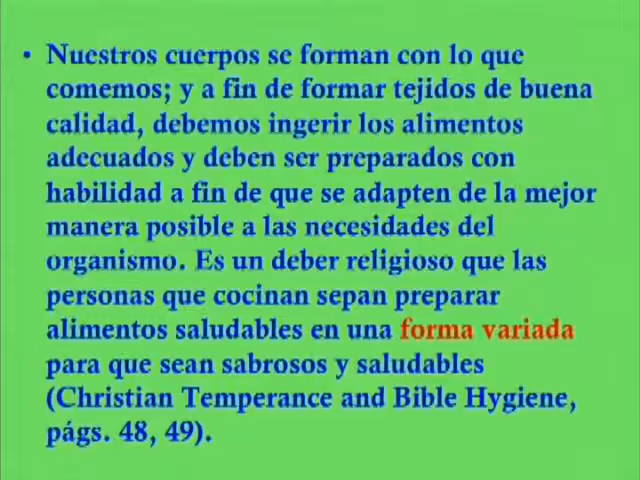 • Nuestros cuerpos se forman con lo que
comemos; y a fin de formar tejidos de buena
calidad, debemos ingerir los alimentos
adecuados y deben ser preparados con
habilidad a fin de que se adapten de la mejor
manera posible a las necesidades del
organismo. Es un deber religioso que las
personas que cocinan sepan preparar
alimentos saludables en una forma variada
para que sean sabrosos y saludables
(Christian Temperance and Bible Hygiene,
págs. 48, 49).